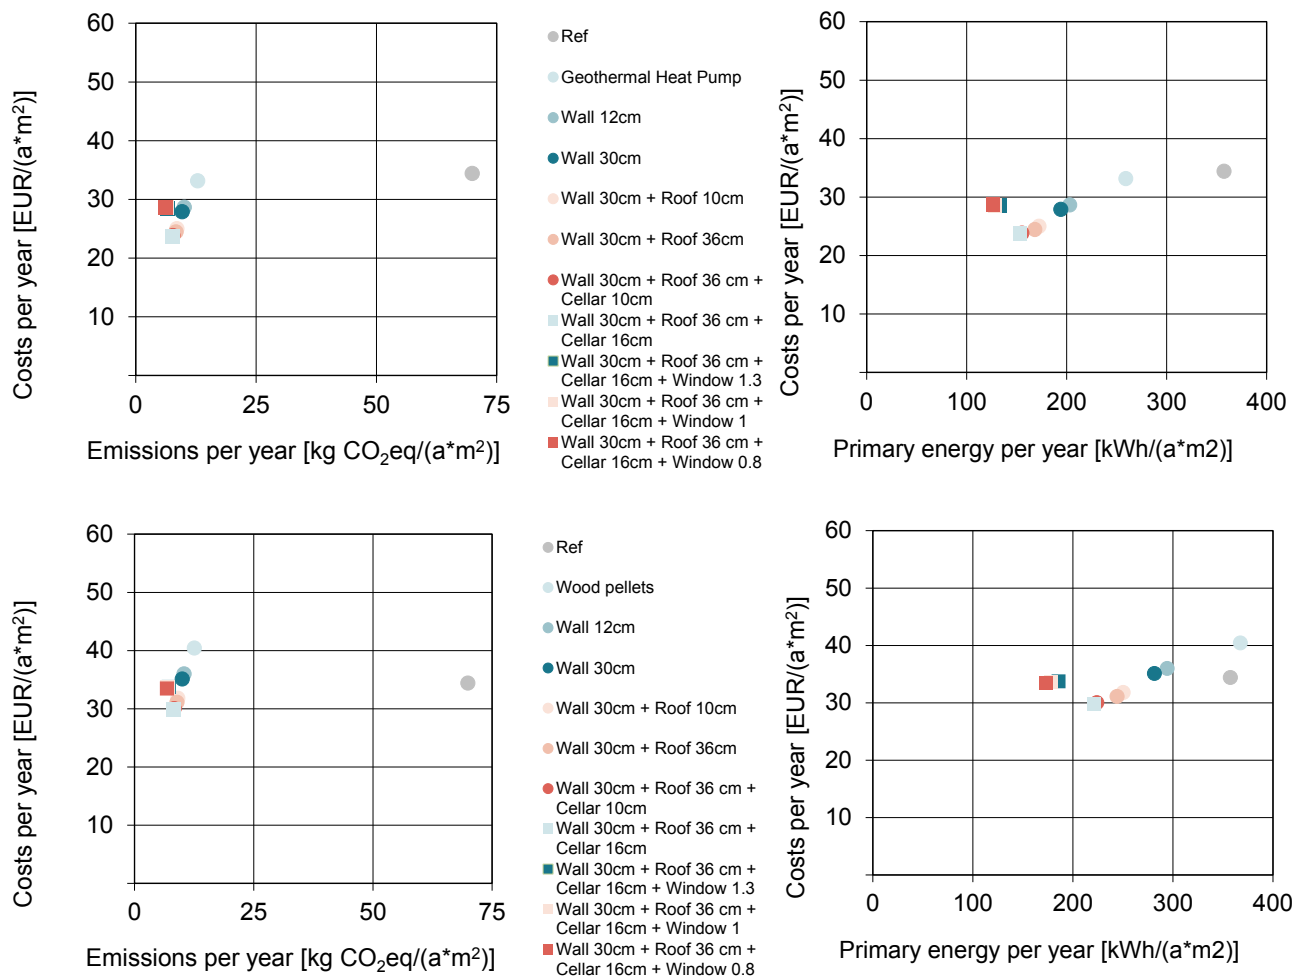 60
50
40
30
20
10
0
25
50
75
Costs per year [EUR/(a*m²)]
Emissions per year [kg CO₂eq/(a*m²)]
Ref
Geothermal Heat Pump
Wall 12cm
Wall 30cm
Wall 30cm + Roof 10cm
Wall 30cm + Roof 36cm
Wall 30cm + Roof 36 cm +
Cellar 10cm
Wall 30cm + Roof 36 cm +
Cellar 16cm
Wall 30cm + Roof 36 cm +
Cellar 16cm + Window 1.3
Wall 30cm + Roof 36 cm +
Cellar 16cm + Window 1
Wall 30cm + Roof 36 cm +
Cellar 16cm + Window 0.8
60
50
40
30
20
10
0
100
200
300
400
Costs per year [EUR/(a*m²)]
Primary energy per year [kWh/(a*m2)]
60
50
40
30
20
10
0
25
50
75
Costs per year [EUR/(a*m²)]
Emissions per year [kg CO₂eq/(a*m²)]
Ref
Wood pellets
Wall 12cm
Wall 30cm
Wall 30cm + Roof 10cm
Wall 30cm + Roof 36cm
Wall 30cm + Roof 36 cm +
Cellar 10cm
Wall 30cm + Roof 36 cm +
Cellar 16cm
Wall 30cm + Roof 36 cm +
Cellar 16cm + Window 1.3
Wall 30cm + Roof 36 cm +
Cellar 16cm + Window 1
Wall 30cm + Roof 36 cm +
Cellar 16cm + Window 0.8
60
50
40
30
20
10
0
100
200
300
400
Costs per year [EUR/(a*m²)]
Primary energy per year [kWh/(a*m2)]